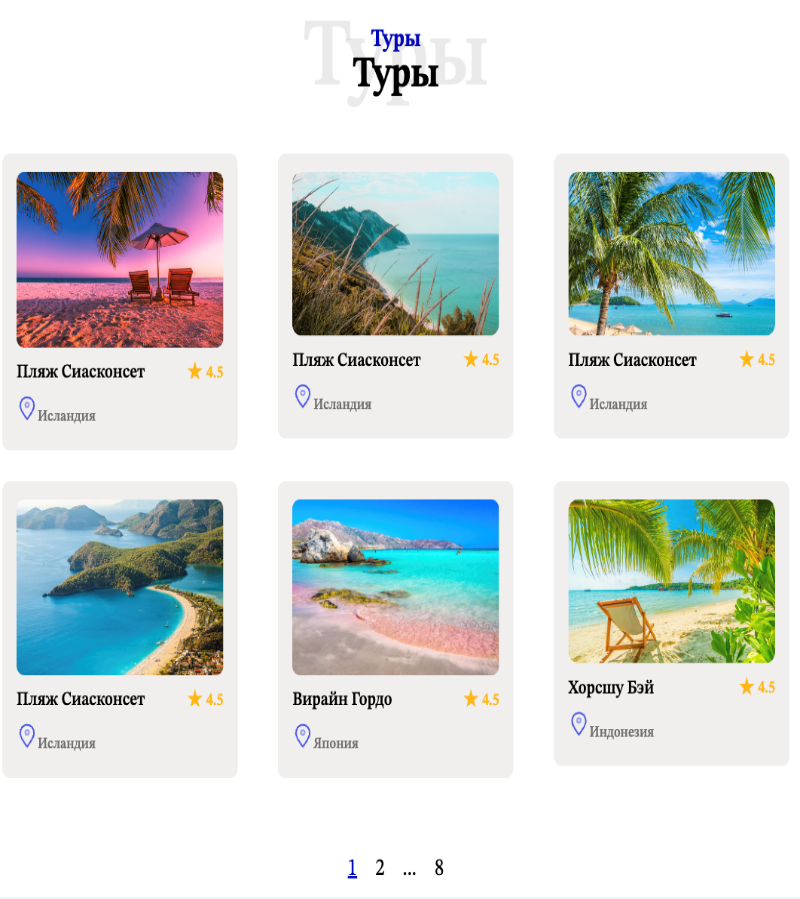 Туры
Туры
Туры
Пляж Сиасконсет 4.5
Исландия
Пляж Сиасконсет 4.5
Исландия
Пляж Сиасконсет 4.5
Исландия
Пляж Сиасконсет 4.5
Исландия
Вирайн Гордо 4.5
Япония
Хорсшу Бэй 4.5
Индонезия
1 2 ... 8